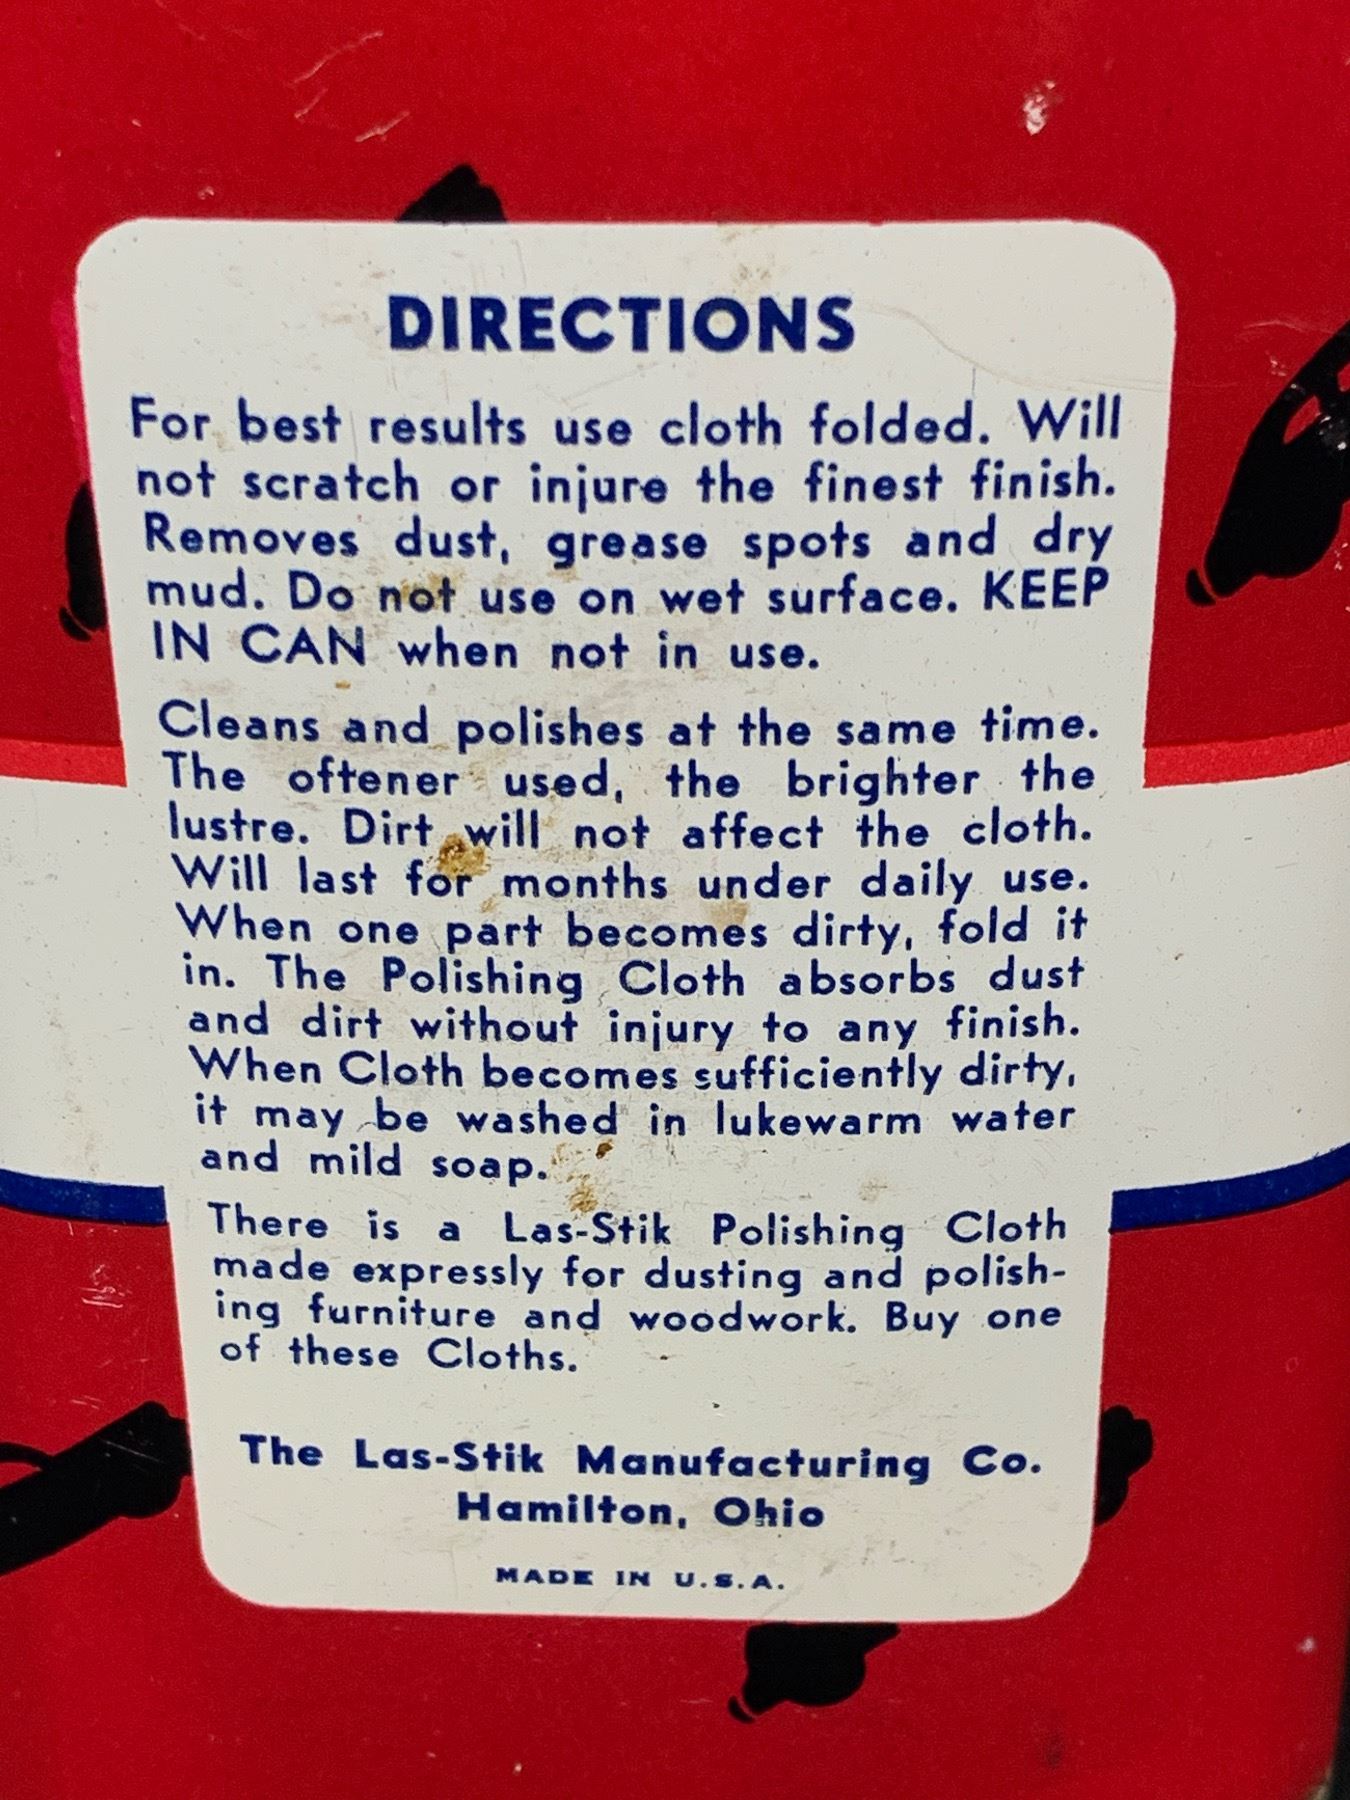 DIRECTIONS
For best results use cloth folded. Will
not scratch or injure the finest finish.
Removes dust, grease spots and dry
mud. Do not use on wet surface. KEEP
IN CAN when not in use.
Cleans and polishes at the same time.
The oftener used, the brighter the
lustre. Dirt will not affect the cloth.
Will last for months under daily use.
When one part becomes dirty, fold it
in. The Polishing Cloth absorbs dust
and dirt without injury to any finish.
When Cloth becomes sufficiently dirty,
it may be washed in lukewarm water
and mild soap.
There is a Las-Stik Polishing Cloth
made expressly for dusting and polish-
ing furniture and woodwork. Buy one
of these Cloths.
The Las-Stik Manufacturing Co.
Hamilton, Ohio
MADE IN U.S.A.